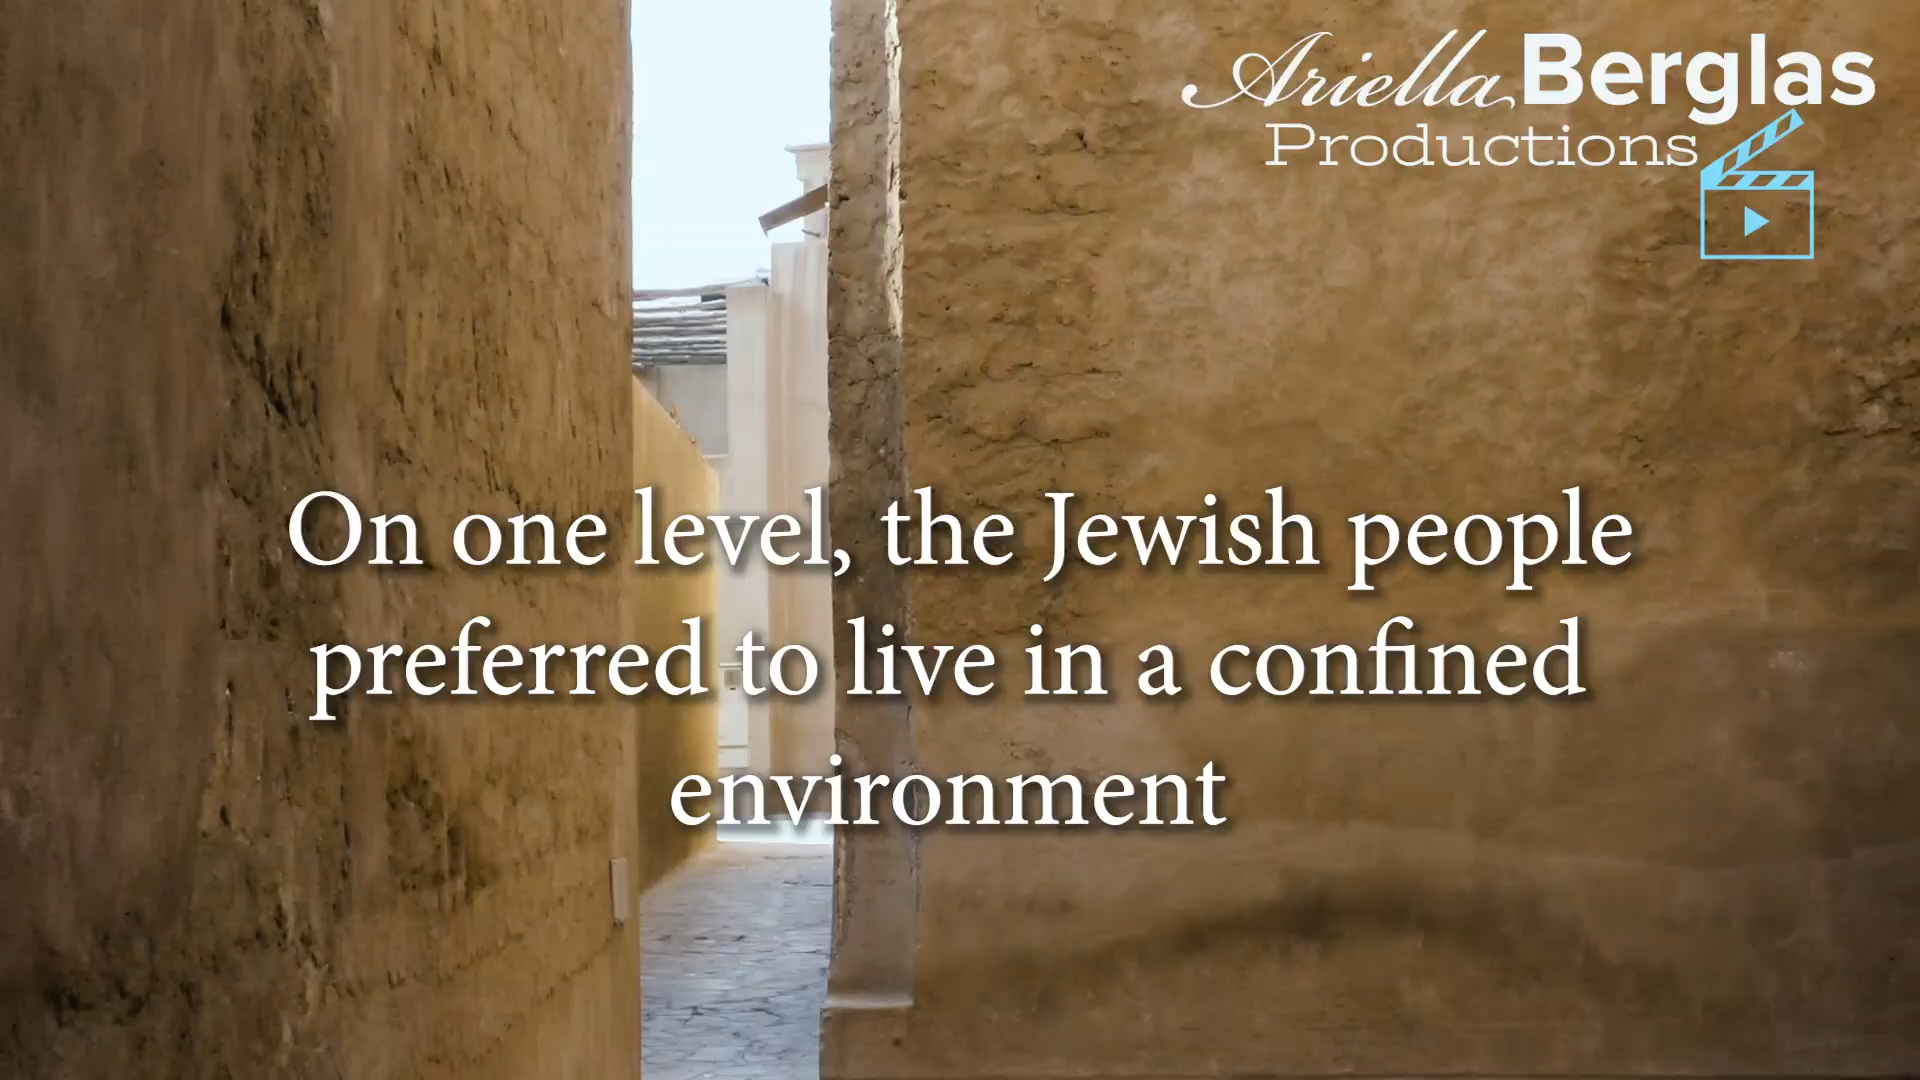 Ariella Berglas
Productions
On one level, the Jewish people
preferred to live in a confined
environment